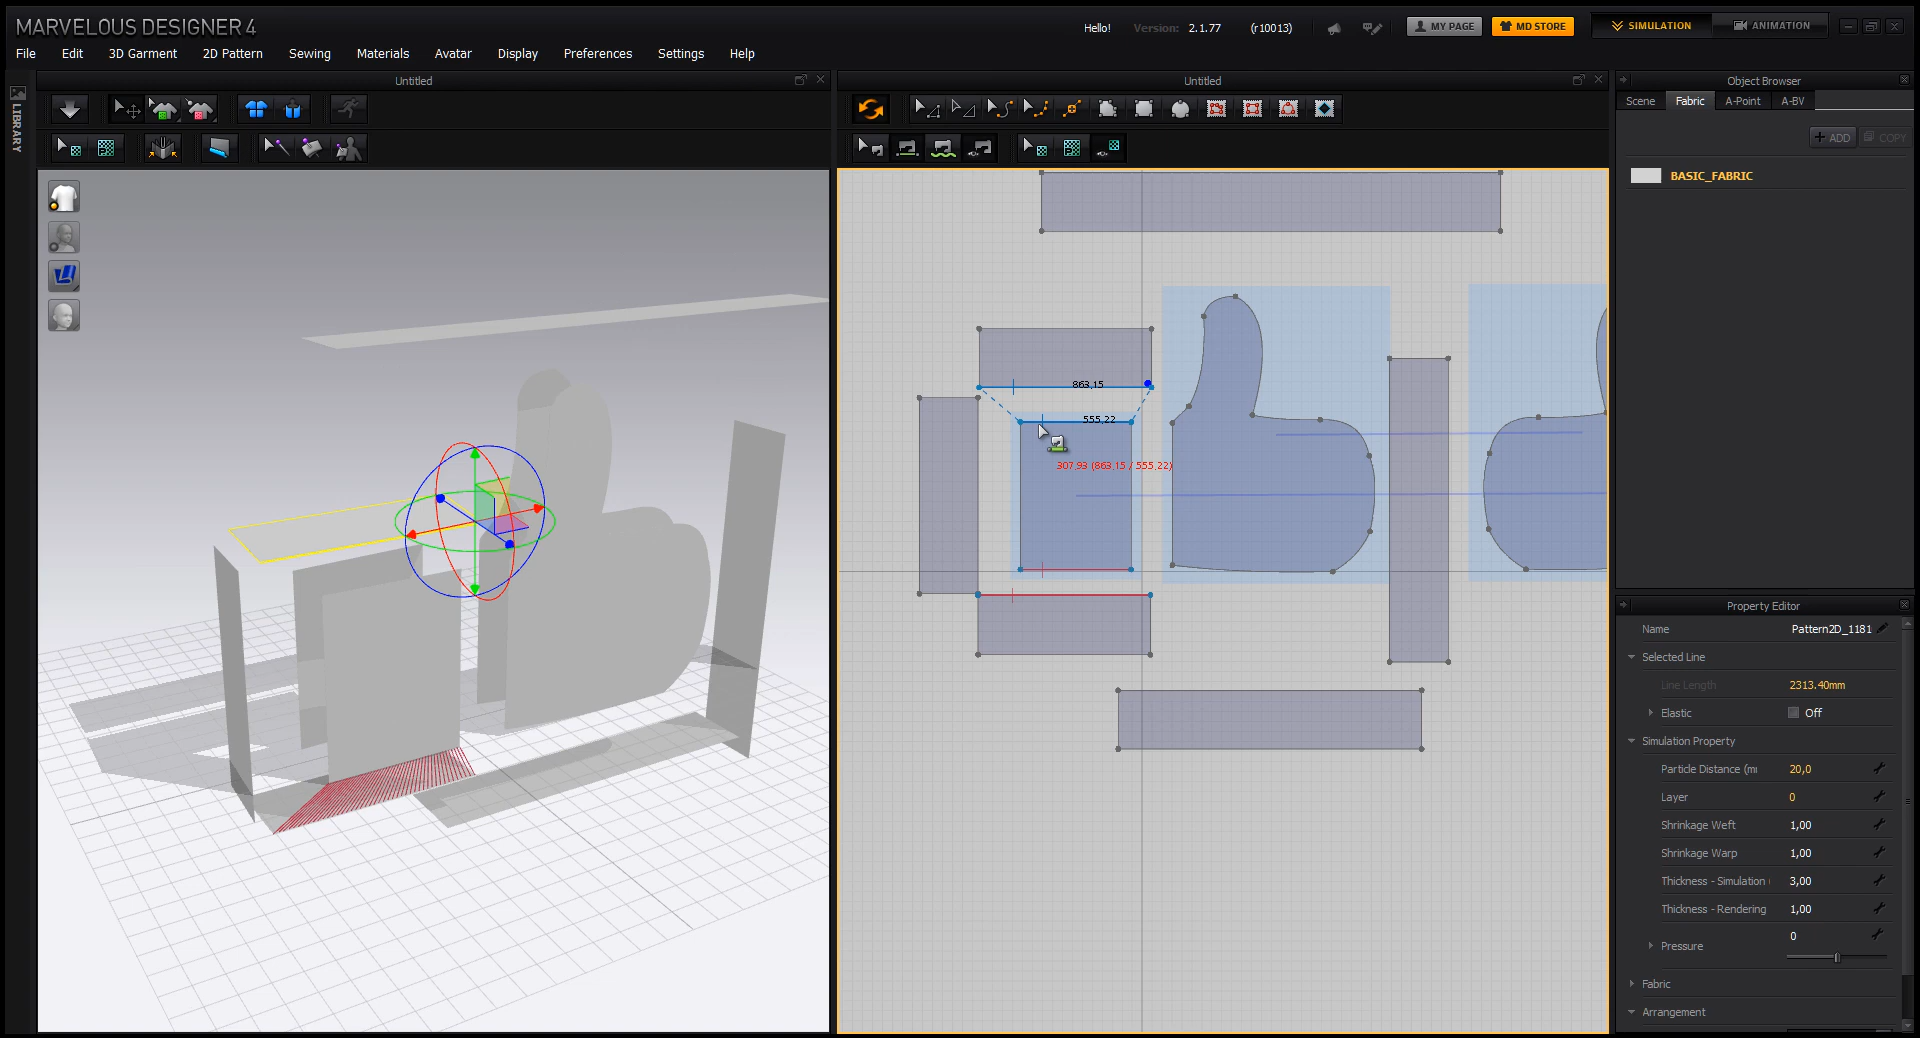 MARVELOUS DESIGNER 4
Hello! Version: 2.1.77 (r10013) MY PAGE MD STORE SIMULATION ANIMATION
File Edit 3D Garment 2D Pattern Sewing Materials Avatar Display Preferences Settings Help
LIBRARY
Untitled
Untitled
863,15
555,22
307,93 (863,15 / 555,22)
Object Browser
Scene Fabric A-Point A-BV
+ ADD COPY
BASIC_FABRIC
Property Editor
Name Pattern2D_1181
Selected Line
Line Length 2313.40mm
Elastic Off
Simulation Property
Particle Distance (m
20,0
Layer 0
Shrinkage Weft 1,00
Shrinkage Warp 1,00
Thickness - Simulation ( 3,00
Thickness - Rendering 1,00
Pressure 0
Fabric
Arrangement